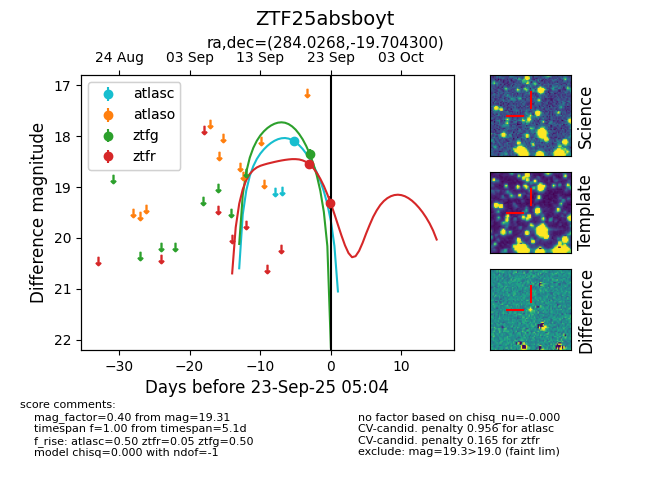 ZTF25absboyt
ra,dec=(284.0268,-19.704300)
24 Aug 03 Sep 13 Sep 23 Sep 03 Oct
17
18
19
20
21
22
Difference magnitude
atlasc
atlaso
ztfg
ztfr
−30 −20 −10 0 10
Days before 23-Sep-25 05:04
Science
Template
Difference
score comments:
mag_factor=0.40 from mag=19.31
timespan f=1.00 from timespan=5.1d
f_rise: atlasc=0.50 ztfr=0.05 ztfg=0.50
model chisq=0.000 with ndof=-1
no factor based on chisq_nu=-0.000
CV-candid. penalty 0.956 for atlasc
CV-candid. penalty 0.165 for ztfr
exclude: mag=19.3>19.0 (faint lim)